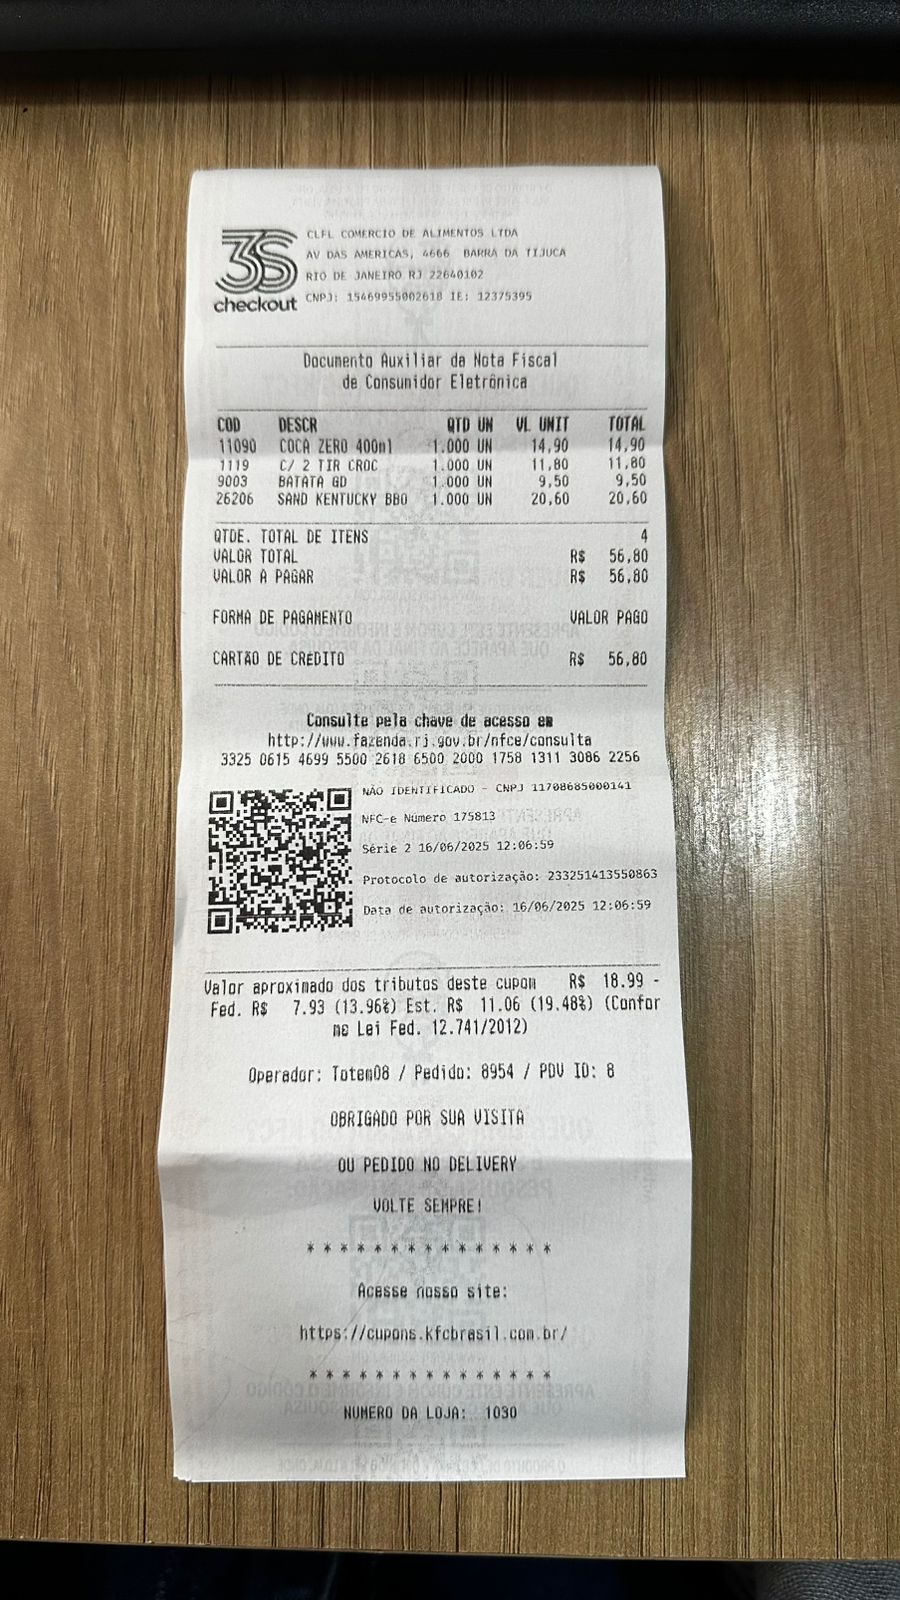 3S
checkout
CLFL COMERCIO DE ALIMENTOS LTDA
AV DAS AMERICAS, 4666 BARRA DA TIJUCA
RIO DE JANEIRO RJ 22640102
CNPJ: 15469955002618 IE: 12375395
Documento Auxiliar da Nota Fiscal
de Consumidor Eletrônica
COD DESCR QTD UN VL UNIT TOTAL
11090 COCA ZERO 400ml 1.000 UN 14,90 14,90
1119 C/ 2 TIR CROC 1.000 UN 11,80 11,80
9003 BATATA GD 1.000 UN 9,50 9,50
26206 SAND KENTUCKY BBQ 1.000 UN 20,60 20,60
QTDE. TOTAL DE ITENS 4
VALOR TOTAL R$ 56,80
VALOR A PAGAR R$ 56,80
FORMA DE PAGAMENTO VALOR PAGO
CARTÃO DE CRÉDITO R$ 56,80
Consulte pela chave de acesso em
http://www.fazenda.rj.gov.br/nfce/consulta
3325 0615 4699 5500 2618 6500 2000 1758 1311 3086 2256
NÃO IDENTIFICADO - CNPJ 11708685000141
NFC-e Número 175813
Série 2 16/06/2025 12:06:59
Protocolo de autorização: 233251413550863
Data de autorização: 16/06/2025 12:06:59
Valor aproximado dos tributos deste cupom R$ 18.99 -
Fed. R$ 7.93 (13.96%) Est. R$ 11.06 (19.48%) (Confor
me Lei Fed. 12.741/2012)
Operador: Totem08 / Pedido: 8954 / PDV ID: 8
OBRIGADO POR SUA VISITA
OU PEDIDO NO DELIVERY
VOLTE SEMPRE!
* * * * * * * * * * * * * * *
Acesse nosso site:
https://cupons.kfcbrasil.com.br/
* * * * * * * * * * * * * * *
NUMERO DA LOJA: 1030